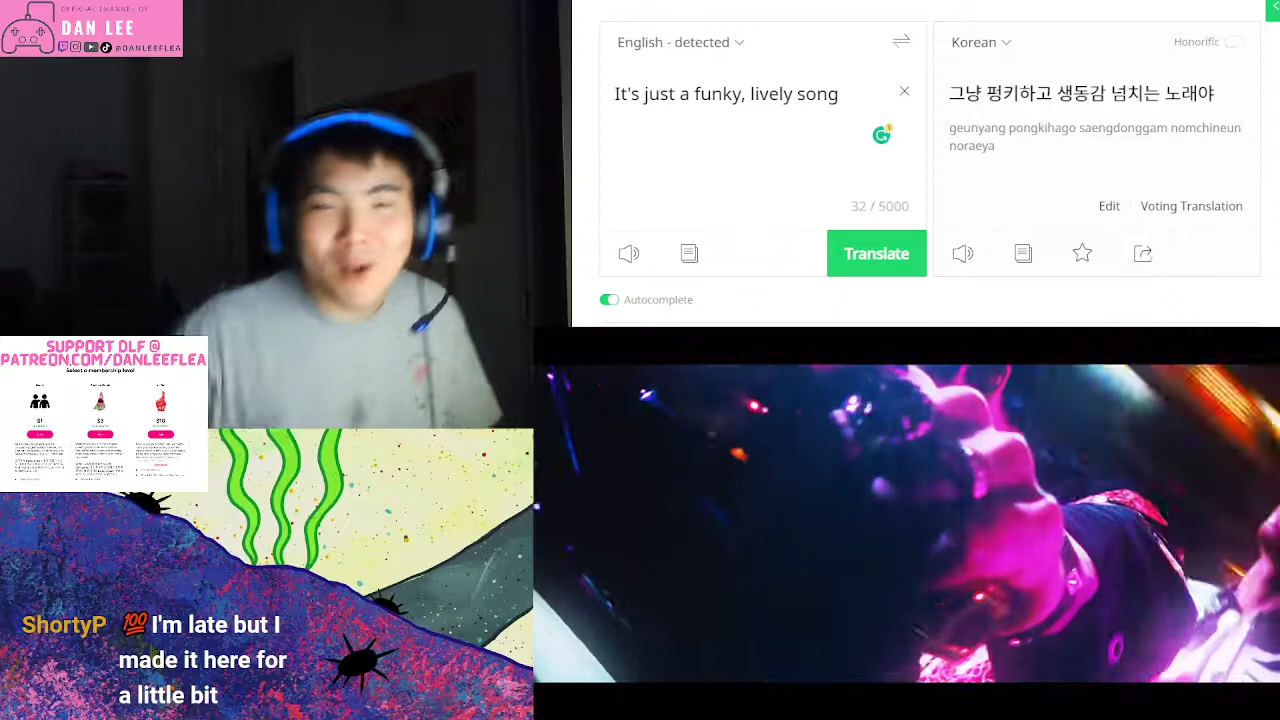 OFFICIAL CHANNEL OF
DAN LEE
@DANLEEFLEA
English - detected
It's just a funky, lively song
32 / 5000
Translate
Autocomplete
Korean
Honorific
그냥 펑키하고 생동감 넘치는 노래야
geunyang pongkihago saengdonggam nomchineun
noraeya
Edit
Voting Translation
SUPPORT DLF @
PATREON.COM/DANLEEFLEA
Select a membership level
$1
$3
$10
ShortyP 💯I'm late but I
made it here for
a little bit